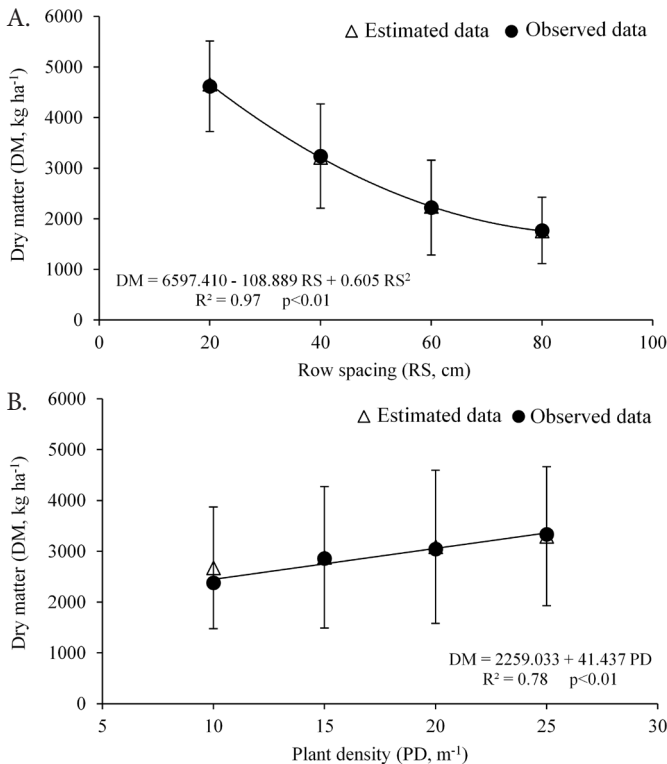 A.
△ Estimated data ● Observed data
Dry matter (DM, kg ha⁻¹)
6000
5000
4000
3000
2000
1000
0
DM = 6597.410 - 108.889 RS + 0.605 RS²
R² = 0.97 p<0.01
0 20 40 60 80 100
Row spacing (RS, cm)
B.
△ Estimated data ● Observed data
Dry matter (DM, kg ha⁻¹)
6000
5000
4000
3000
2000
1000
0
DM = 2259.033 + 41.437 PD
R² = 0.78 p<0.01
5 10 15 20 25 30
Plant density (PD, m⁻¹)